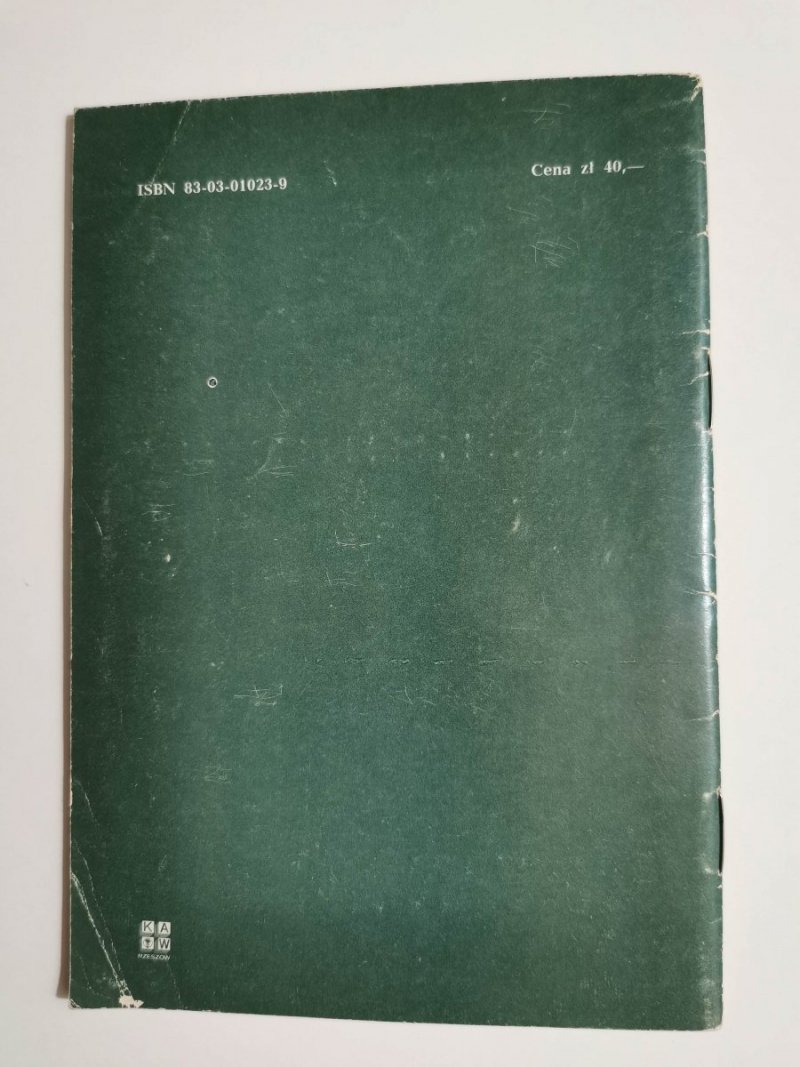 ISBN 83-03-01023-9
Cena zł 40,—
K A
W
RZESZÓW